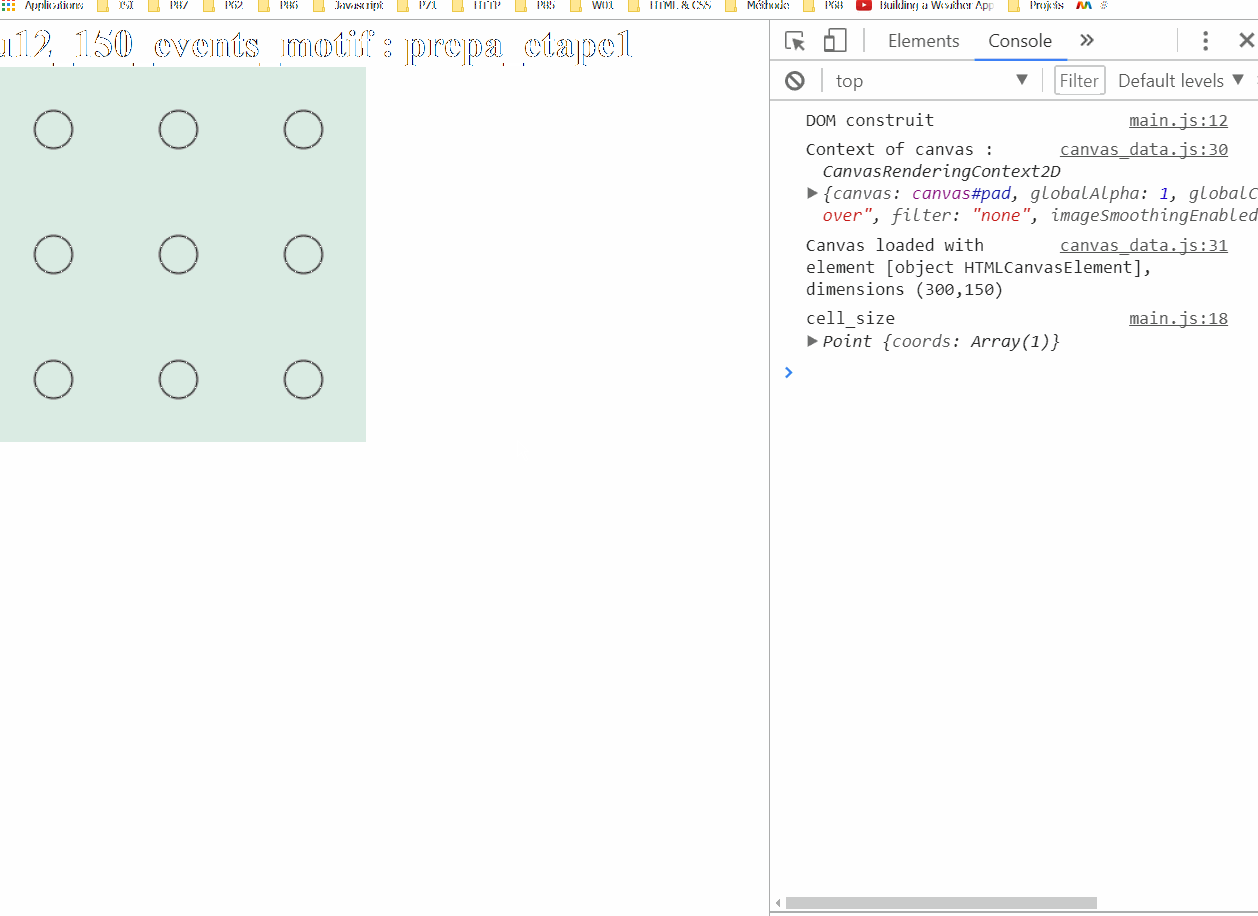 Applications JSI P87 P62 P86 Javascript P71 HTTP P85 W01 HTML & CSS Méthode P68 Building a Weather App Projets #
u12_150_events_motif : prepa_etape1
Elements Console »
top Filter Default levels
DOM construit main.js:12
Context of canvas : canvas_data.js:30
CanvasRenderingContext2D
{canvas: canvas#pad, globalAlpha: 1, globalC
over", filter: "none", imageSmoothingEnabled
Canvas loaded with canvas_data.js:31
element [object HTMLCanvasElement],
dimensions (300,150)
cell_size main.js:18
Point {coords: Array(1)}